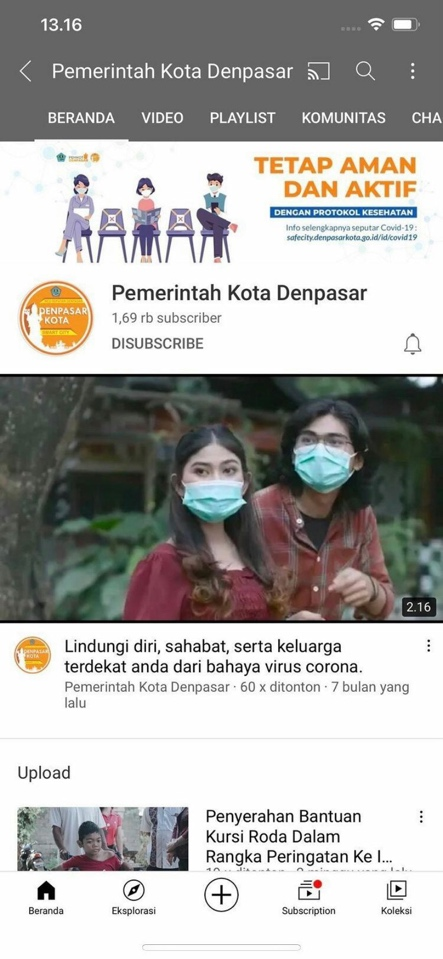 13.16
Pemerintah Kota Denpasar
BERANDA VIDEO PLAYLIST KOMUNITAS CHA
TETAP AMAN
DAN AKTIF
DENGAN PROTOKOL KESEHATAN
Info selengkapnya seputar Covid-19 :
safecity.denpasarkota.go.id/id/covid19
DENPASAR
KOTA
Pemerintah Kota Denpasar
1,69 rb subscriber
DISUBSCRIBE
2.16
Lindungi diri, sahabat, serta keluarga
terdekat anda dari bahaya virus corona.
Pemerintah Kota Denpasar · 60 x ditonton · 7 bulan yang
lalu
Upload
Penyerahan Bantuan
Kursi Roda Dalam
Rangka Peringatan Ke I...
Beranda Eksplorasi Subscription Koleksi